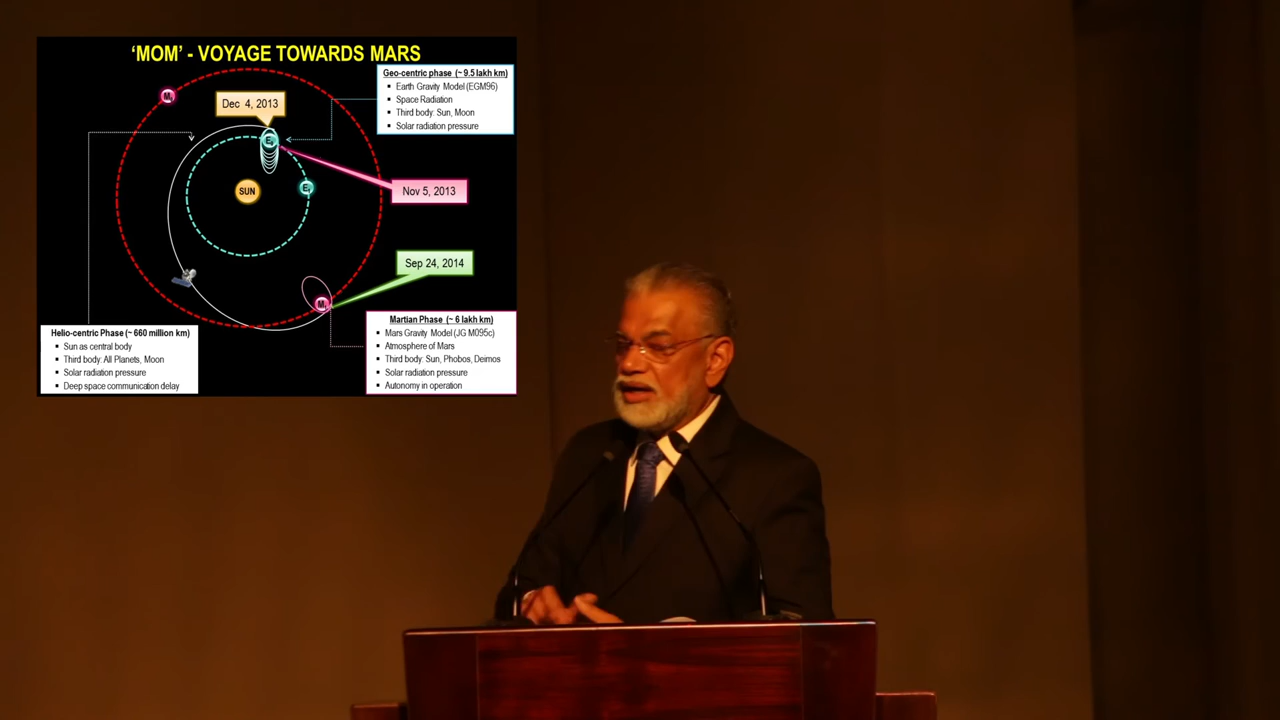 ‘MOM’ - VOYAGE TOWARDS MARS
Geo-centric phase (~ 9.5 lakh km)
▪ Earth Gravity Model (EGM96)
▪ Space Radiation
▪ Third body: Sun, Moon
▪ Solar radiation pressure
M
Dec 4, 2013
E
SUN
E
Nov 5, 2013
Sep 24, 2014
M
Helio-centric Phase (~ 660 million km)
▪ Sun as central body
▪ Third body: All Planets, Moon
▪ Solar radiation pressure
▪ Deep space communication delay
Martian Phase (~ 6 lakh km)
▪ Mars Gravity Model (JG M095c)
▪ Atmosphere of Mars
▪ Third body: Sun, Phobos, Deimos
▪ Solar radiation pressure
▪ Autonomy in operation